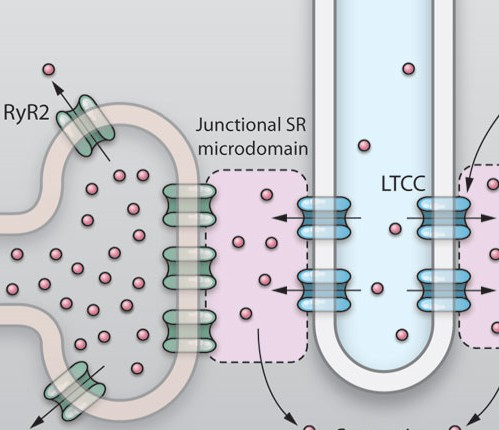 RyR2
Junctional SR
microdomain
LTCC